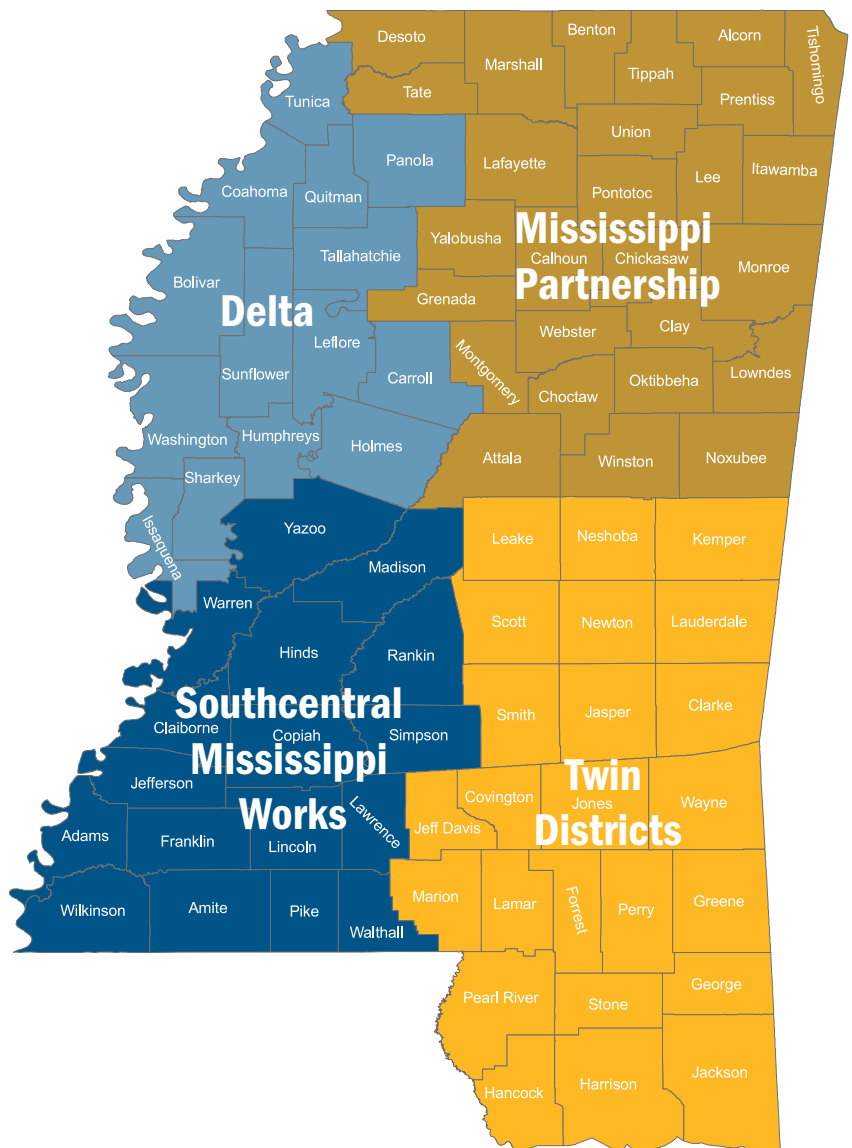 Desoto
Benton
Alcorn
Tishomingo
Marshall
Tippah
Tunica
Tate
Prentiss
Union
Panola
Lafayette
Itawamba
Lee
Coahoma
Quitman
Pontotoc
Yalobusha
Mississippi
Partnership
Tallahatchie
Calhoun
Chickasaw
Monroe
Bolivar
Grenada
Delta
Webster
Clay
Leflore
Montgomery
Sunflower
Carroll
Oktibbeha
Lowndes
Choctaw
Washington
Humphreys
Holmes
Attala
Winston
Noxubee
Sharkey
Issaquena
Yazoo
Leake
Neshoba
Kemper
Madison
Warren
Scott
Newton
Lauderdale
Hinds
Rankin
Southcentral
Mississippi
Works
Claiborne
Copiah
Simpson
Smith
Jasper
Clarke
Jefferson
Twin
Districts
Lawrence
Covington
Jones
Wayne
Jeff Davis
Adams
Franklin
Lincoln
Marion
Lamar
Forrest
Perry
Greene
Wilkinson
Amite
Pike
Walthall
George
Pearl River
Stone
Hancock
Harrison
Jackson